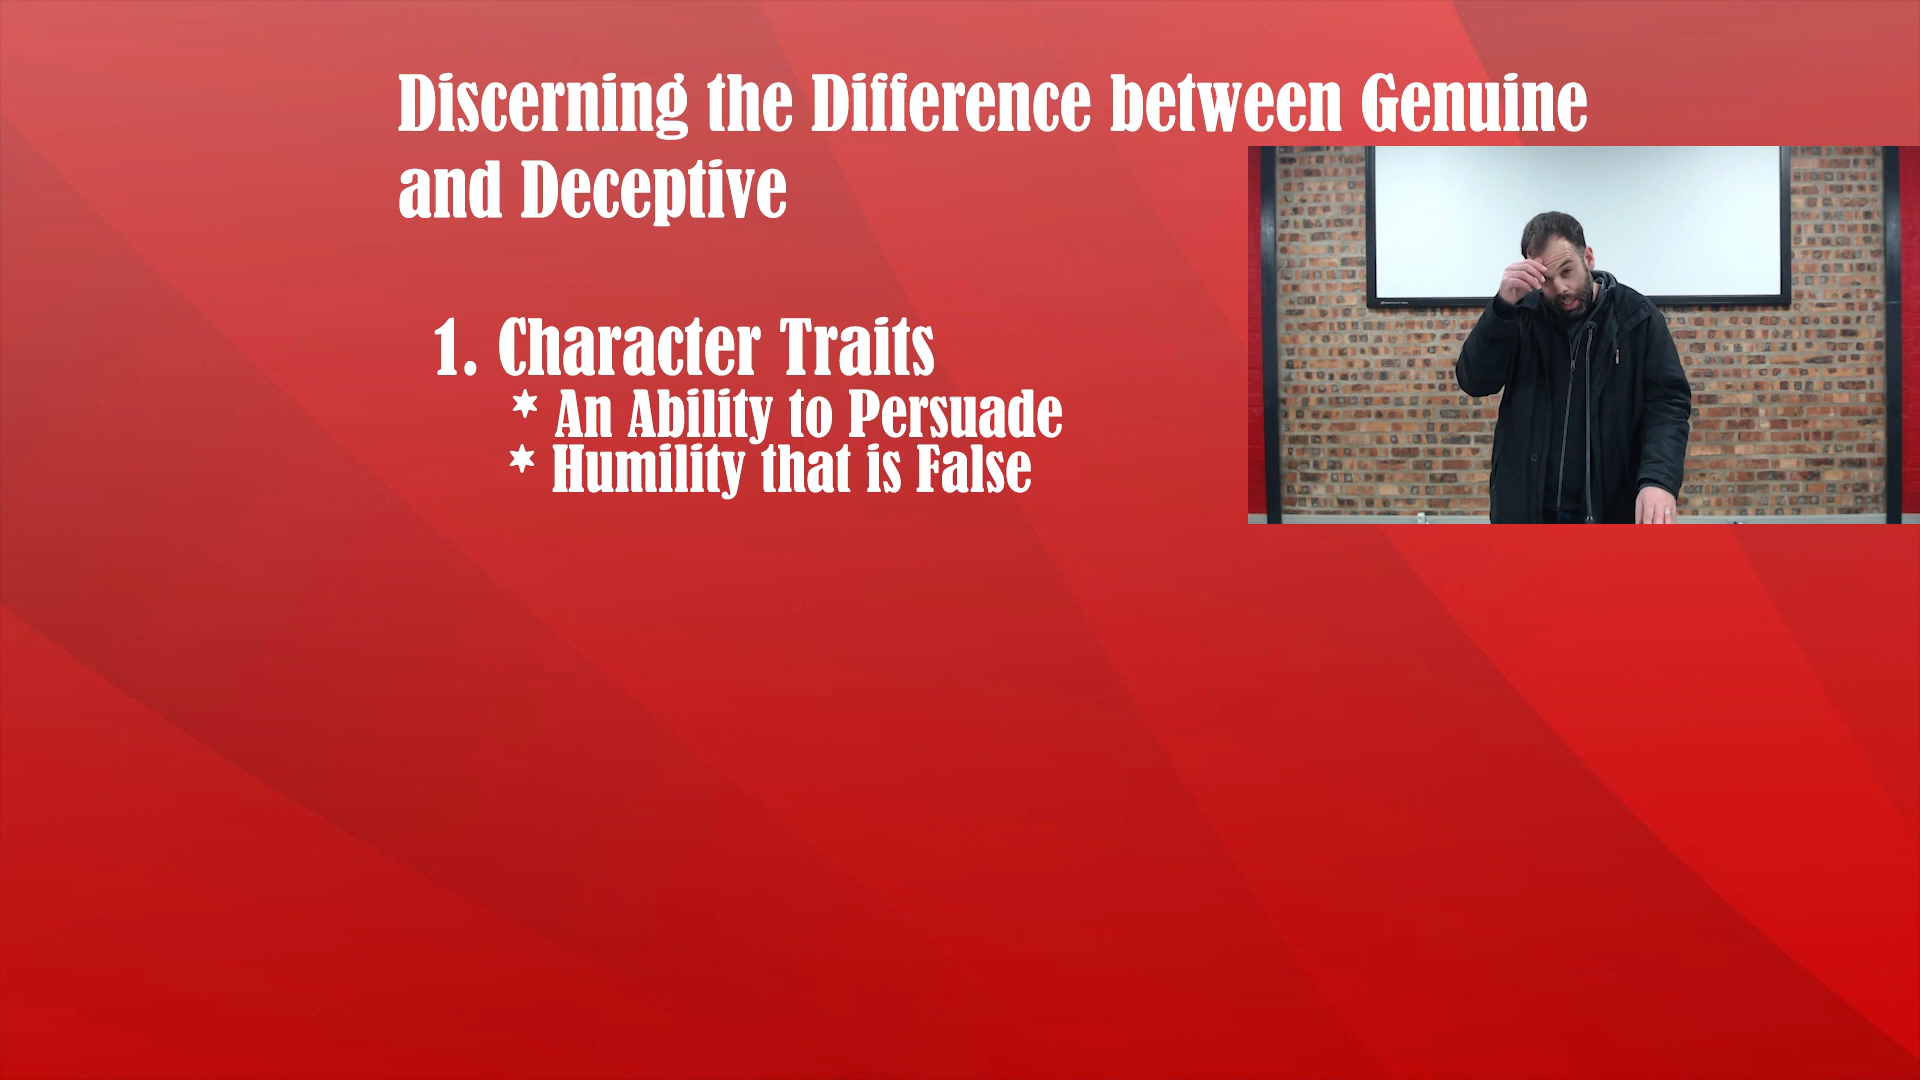 Discerning the Difference between Genuine
and Deceptive
1. Character Traits
* An Ability to Persuade
* Humility that is False